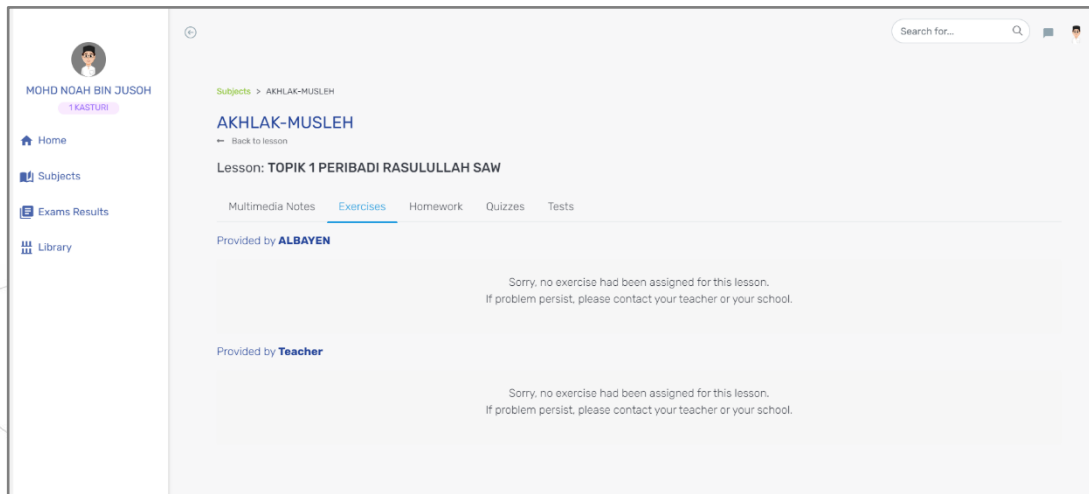 Search for...
MOHD NOAH BIN JUSOH
1 KASTURI
Home
Subjects
Exams Results
Library
Subjects > AKHLAK-MUSLEH
AKHLAK-MUSLEH
← Back to lesson
Lesson: TOPIK 1 PERIBADI RASULULLAH SAW
Multimedia Notes Exercises Homework Quizzes Tests
Provided by ALBAYEN
Sorry, no exercise had been assigned for this lesson.
If problem persist, please contact your teacher or your school.
Provided by Teacher
Sorry, no exercise had been assigned for this lesson.
If problem persist, please contact your teacher or your school.